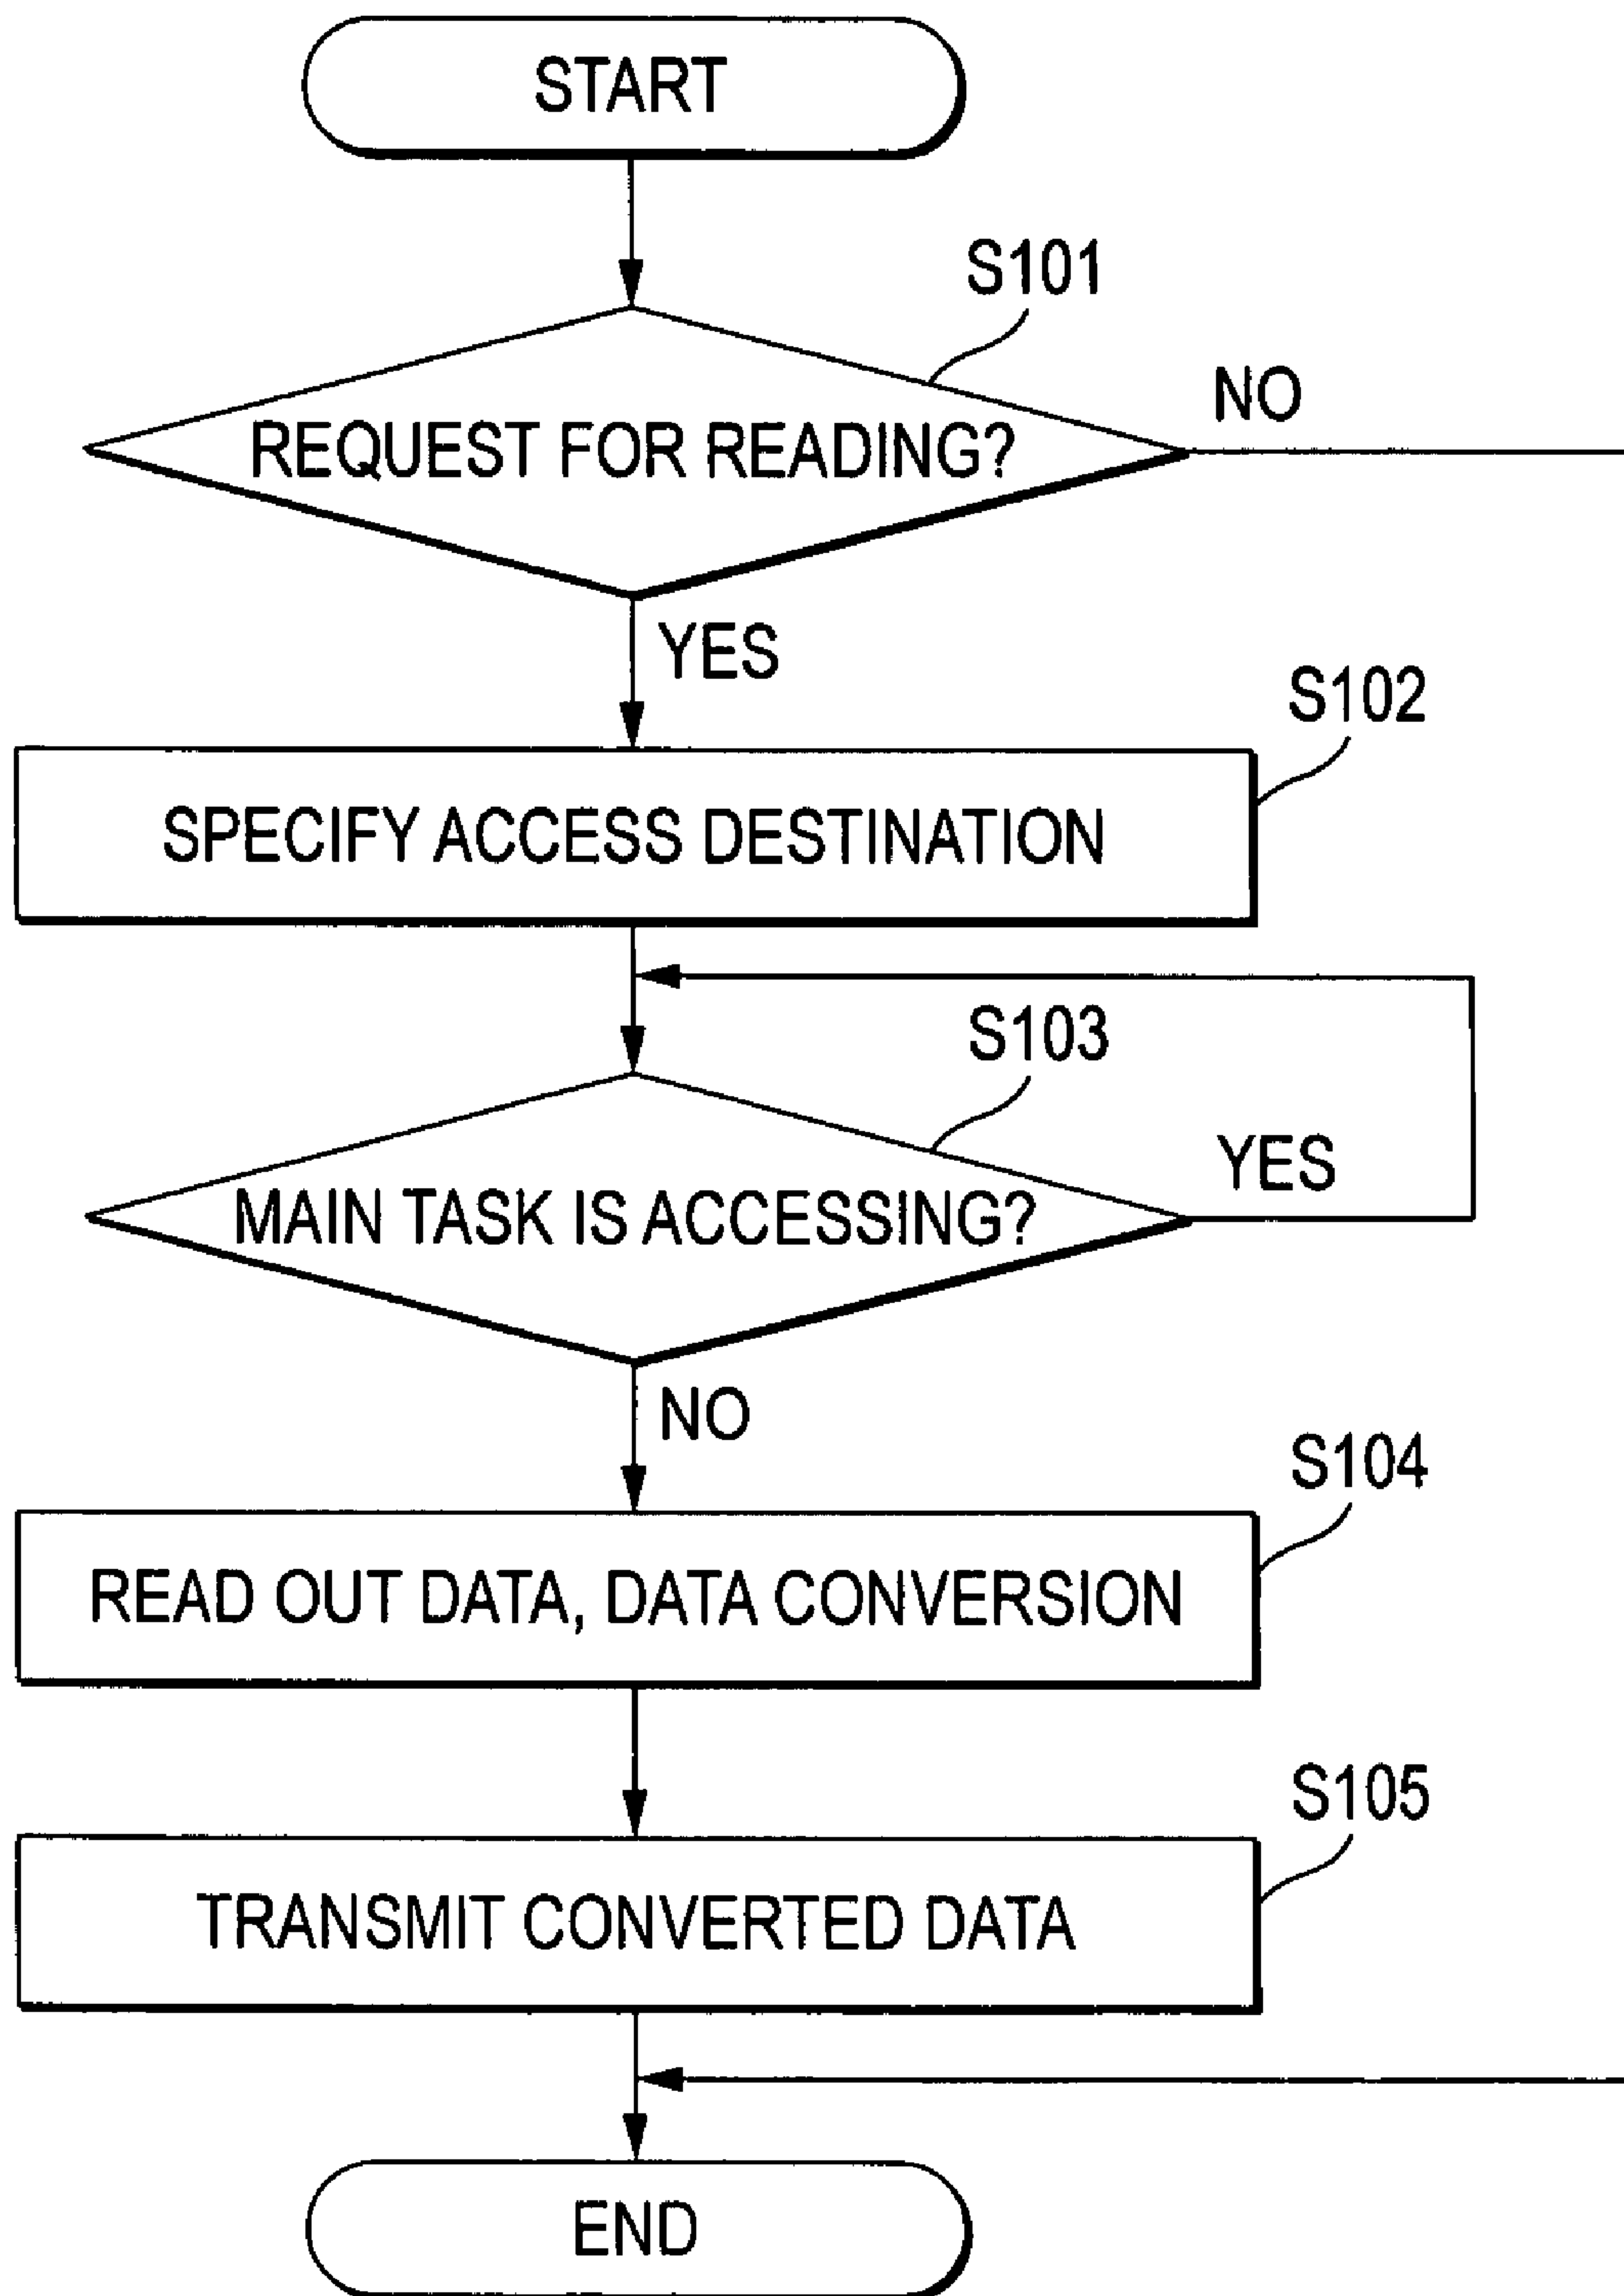 START
S101
NO
REQUEST FOR READING?
YES
S102
SPECIFY ACCESS DESTINATION
S103
YES
MAIN TASK IS ACCESSING?
NO
S104
READ OUT DATA, DATA CONVERSION
S105
TRANSMIT CONVERTED DATA
END